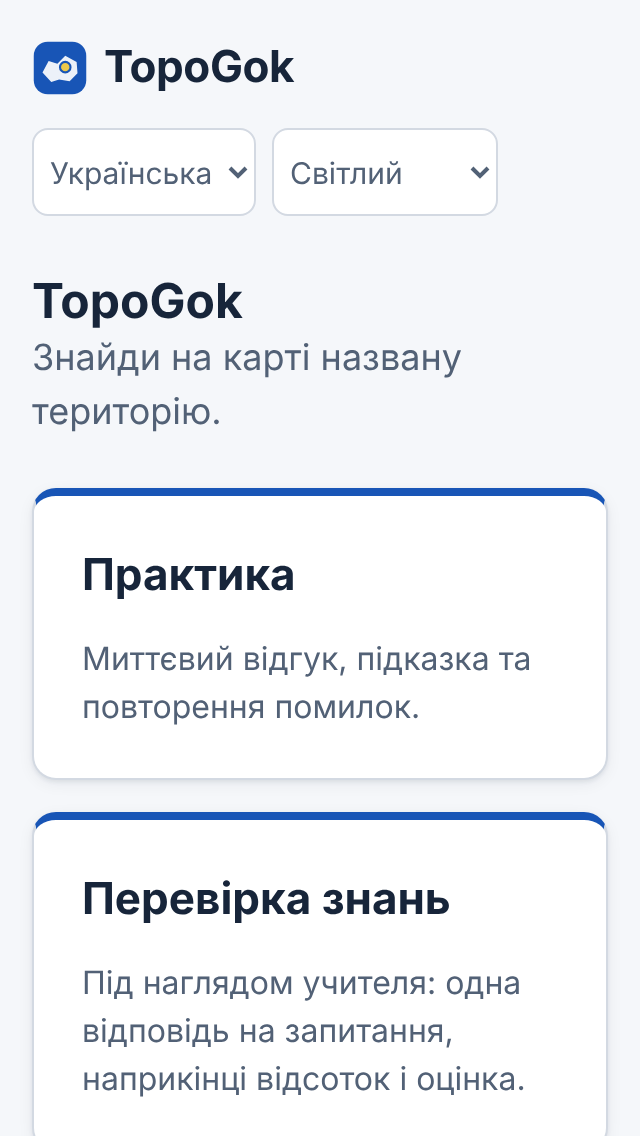 TopoGok
Українська
Світлий
TopoGok
Знайди на карті названу
територію.
Практика
Миттєвий відгук, підказка та
повторення помилок.
Перевірка знань
Під наглядом учителя: одна
відповідь на запитання,
наприкінці відсоток і оцінка.